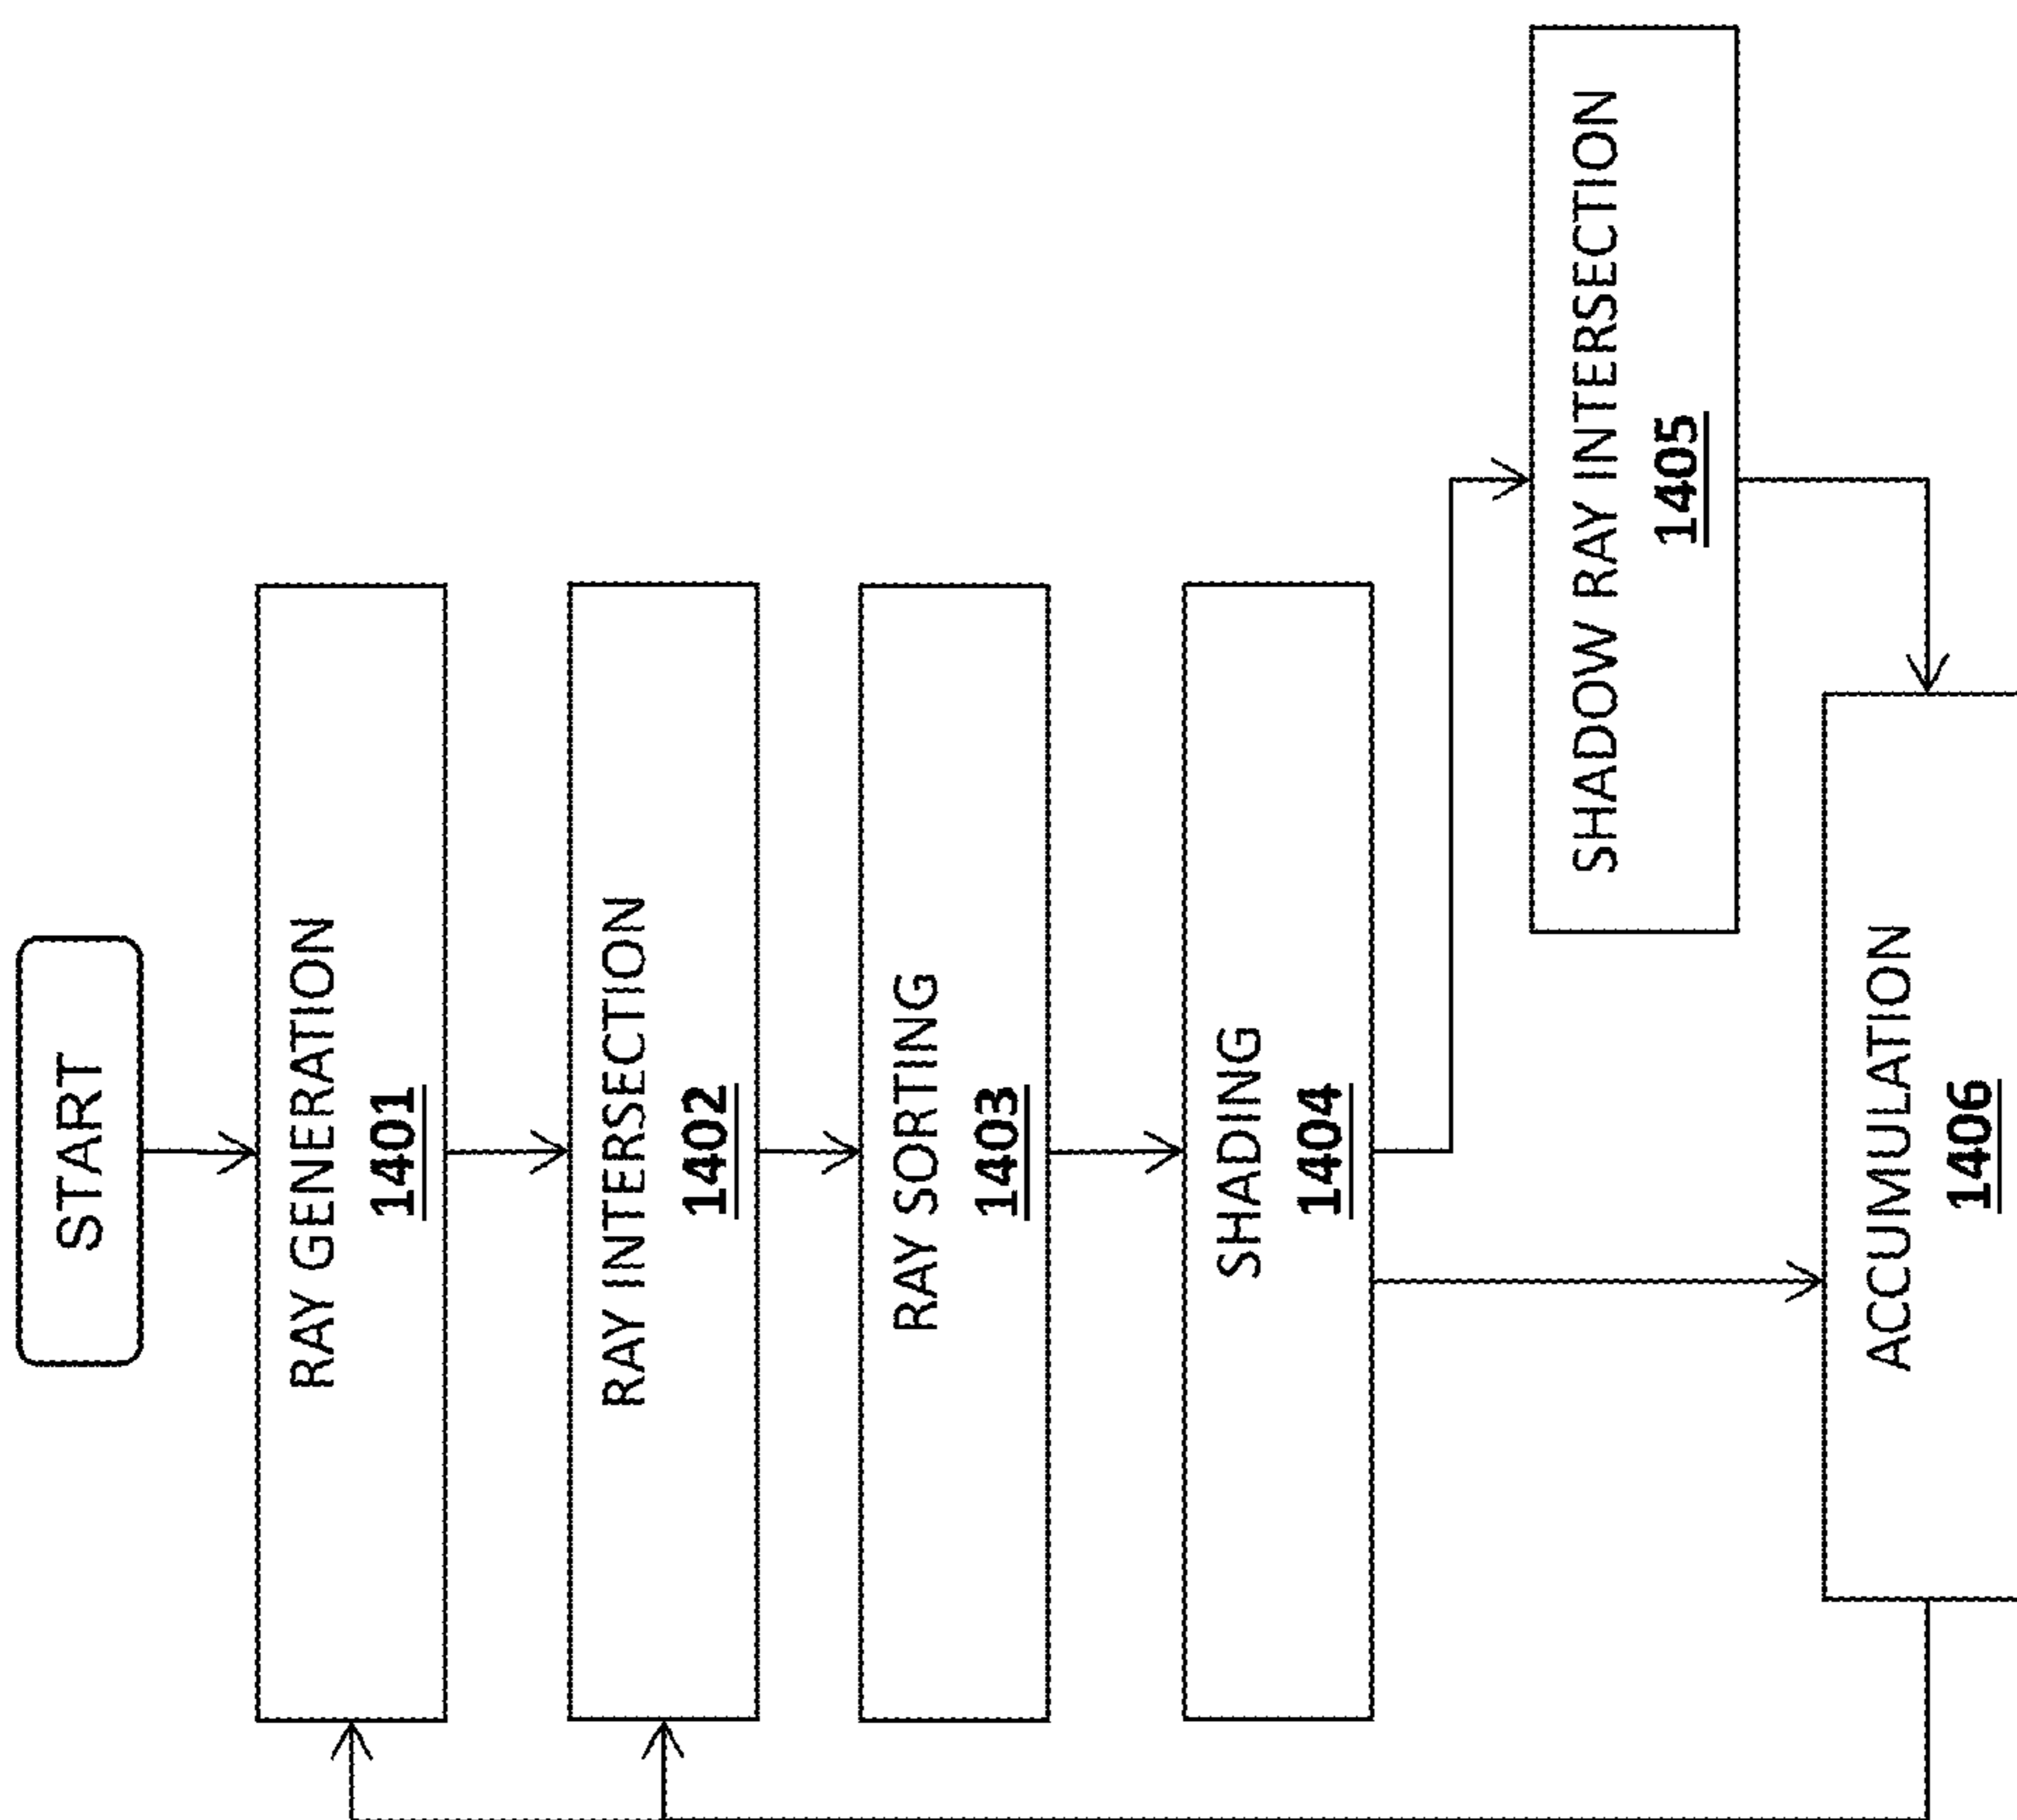 START
RAY GENERATION
1401
RAY INTERSECTION
1402
RAY SORTING
1403
SHADING
1404
SHADOW RAY INTERSECTION
1405
ACCUMULATION
1406